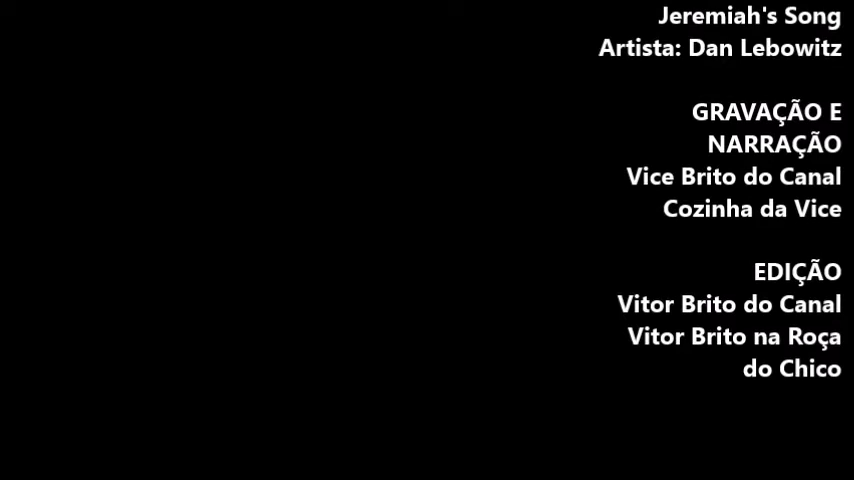 Jeremiah's Song
Artista: Dan Lebowitz
GRAVAÇÃO E
NARRAÇÃO
Vice Brito do Canal
Cozinha da Vice
EDIÇÃO
Vitor Brito do Canal
Vitor Brito na Roça
do Chico